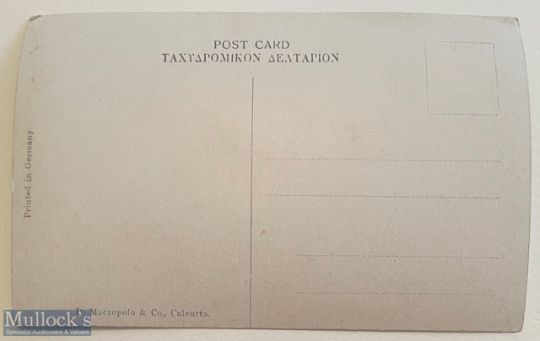 POST CARD
ΤΑΧΥΔΡΟΜΙΚΟΝ ΔΕΛΤΑΡΙΟΝ
Printed in Germany
D. Macropolo & Co., Calcutta.
Mullock's
Specialist Auctioneers & Valuers